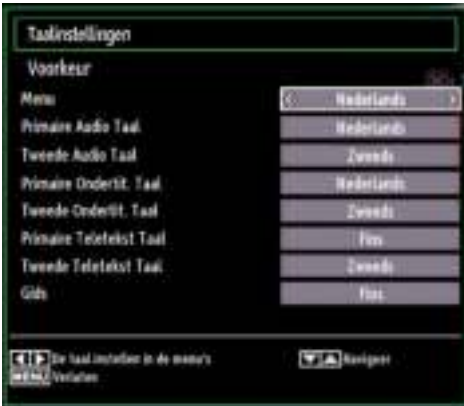 Taalinstellingen
Voorkeur
Menu Nederlands
Primaire Audio Taal Nederlands
Tweede Audio Taal Zweeds
Primaire Ondertit. Taal Nederlands
Tweede Ondertit. Taal Zweeds
Primaire Teletekst Taal Fins
Tweede Teletekst Taal Zweeds
Gids Fins
De taal instellen in de menu's Navigeer
MENU Verlaten